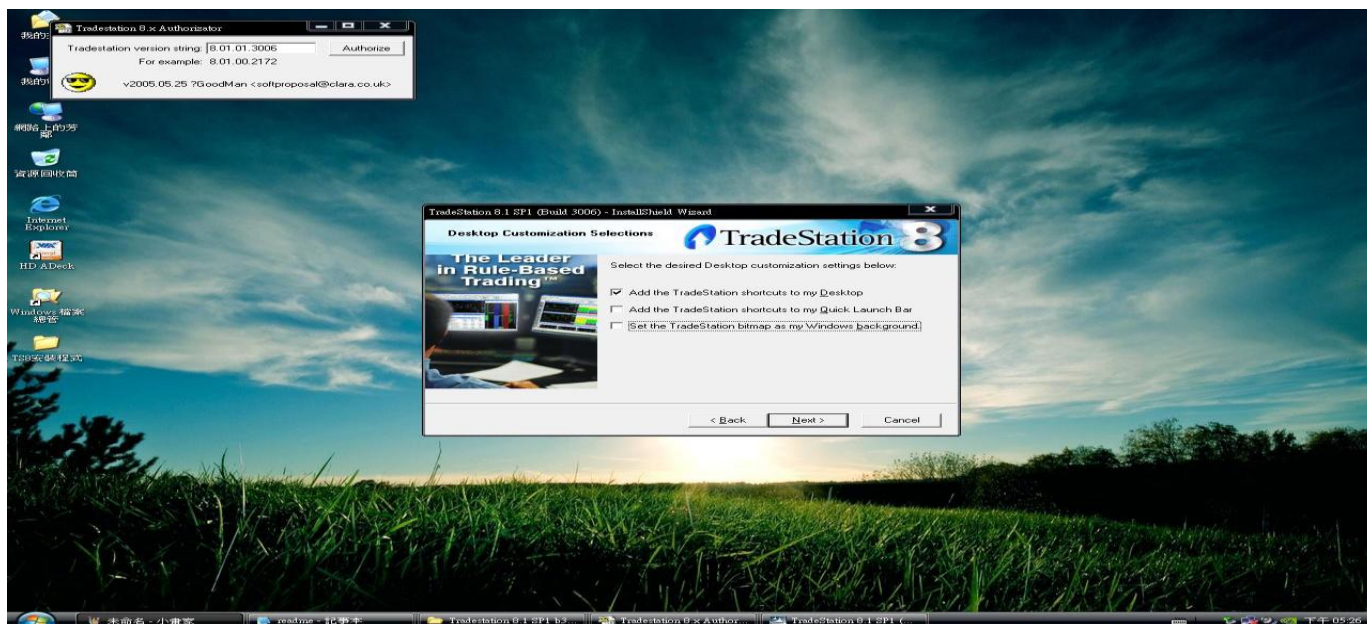 Tradestation 8.x Authorizator
Tradestation version string: 8.01.01.3006
Authorize
For example: 8.01.00.2172
v2005.05.25 ?GoodMan <softproposal@clara.co.uk>
網路上的芳
鄰
資源回收筒
Internet
Explorer
HD ADeck
Windows 檔案
總管
TS8安裝程式
TradeStation 8.1 SP1 (Build 3006) - InstallShield Wizard
Desktop Customization Selections
TradeStation 8
The Leader
in Rule-Based
Trading™
Select the desired Desktop customization settings below:
Add the TradeStation shortcuts to my Desktop
Add the TradeStation shortcuts to my Quick Launch Bar
Set the TradeStation bitmap as my Windows background.
< Back
Next >
Cancel
未命名 - 小畫家
readme - 記事本
Tradestation 8.1 SP1 b3...
Tradestation 8.x Author...
TradeStation 8.1 SP1 (...
下午 05:26